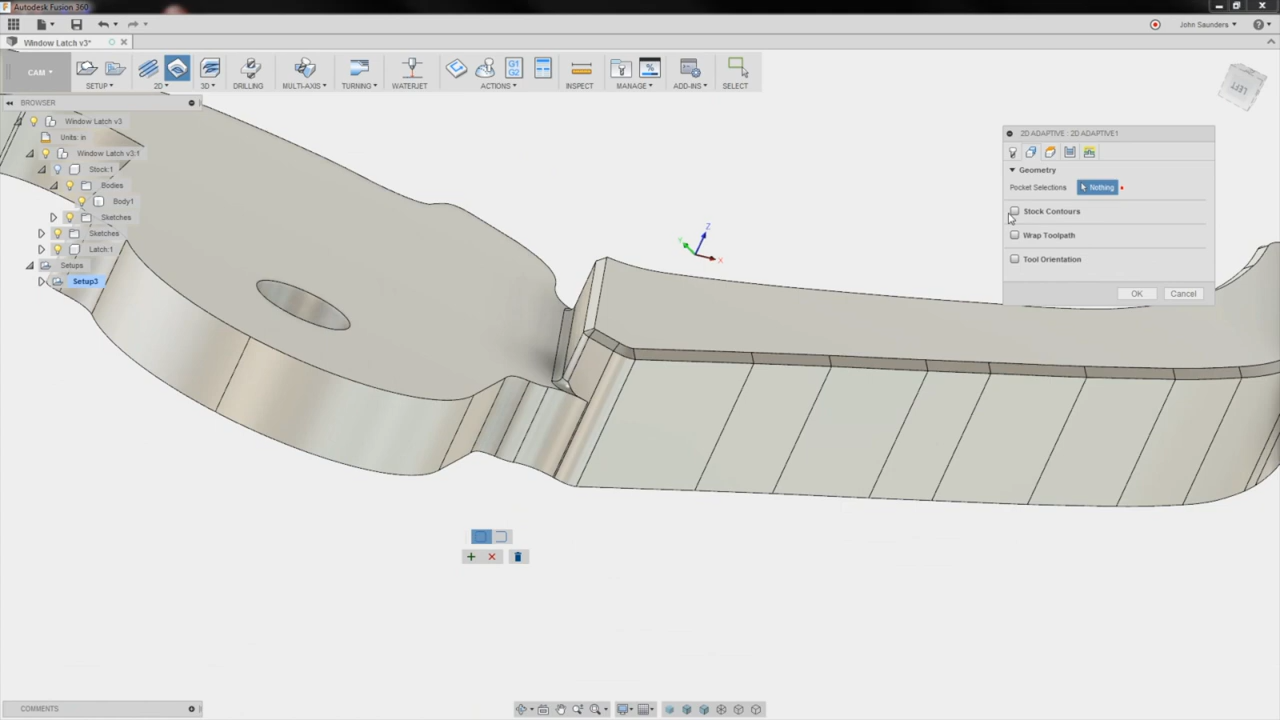 Autodesk Fusion 360
John Saunders
Window Latch v3*
CAM
SETUP
2D
3D
DRILLING
MULTI-AXIS
TURNING
WATERJET
G1
G2
ACTIONS
INSPECT
MANAGE
ADD-INS
SELECT
BROWSER
Window Latch v3
Units: in
Window Latch v3:1
Stock:1
Bodies
Body1
Sketches
Sketches
Latch:1
Setups
Setup3
LEFT
Z
Y
X
2D ADAPTIVE : 2D ADAPTIVE1
Geometry
Pocket Selections
Nothing
Stock Contours
Wrap Toolpath
Tool Orientation
OK
Cancel
COMMENTS